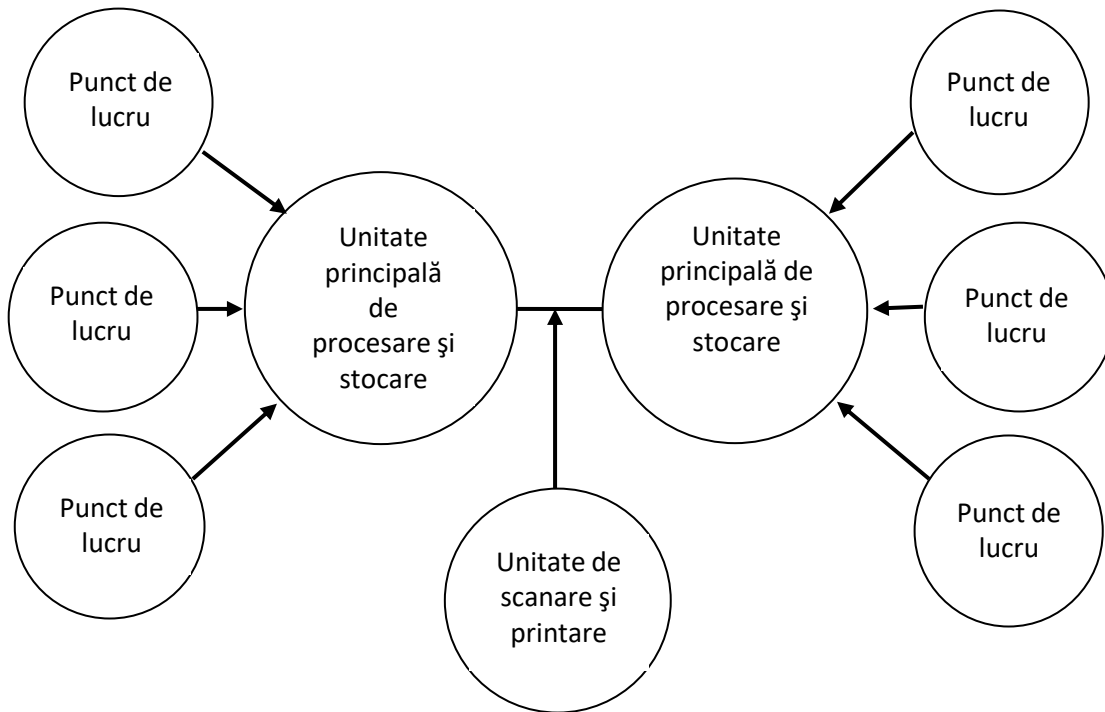 Punct de
lucru
Punct de
lucru
Unitate
principală
de
procesare şi
stocare
Unitate
principală de
procesare şi
stocare
Punct de
lucru
Punct de
lucru
Punct de
lucru
Punct de
lucru
Unitate de
scanare şi
printare